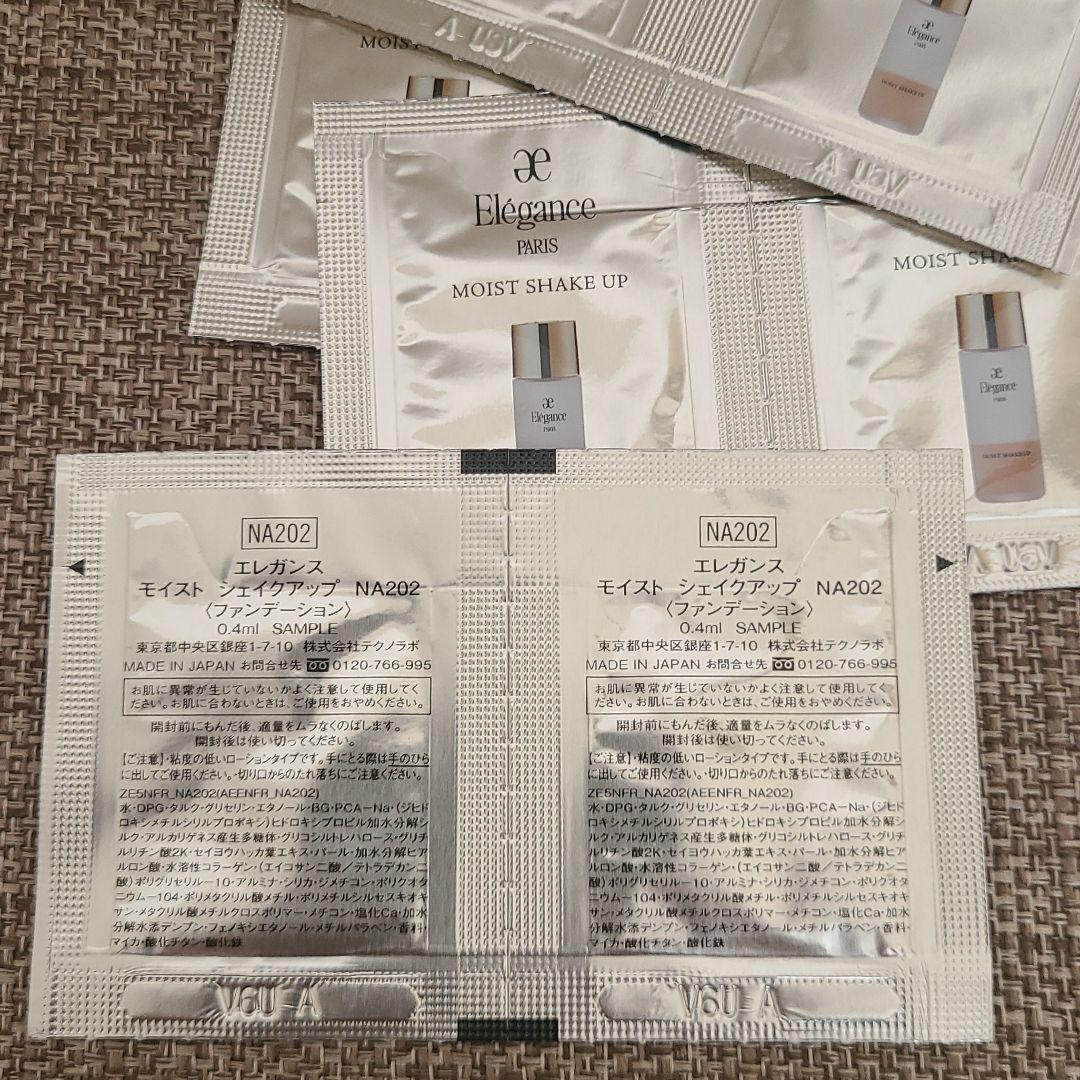 V6U A
MOIST
æ
Elégance
PARIS
MOIST SHAKE UP
V6U A
æ
Elégance
PARIS
MOIST SHAKE UP
æ
Elégance
PARIS
MOIST SHA
æ
Elégance
PARIS
MOIST SHAKE UP
V6U A
NA202
エレガンス
モイスト シェイクアップ NA202
〈ファンデーション〉
0.4ml SAMPLE
東京都中央区銀座1-7-10 株式会社テクノラボ
MADE IN JAPAN お問合せ先 0120-766-995
お肌に異常が生じていないかよく注意して使用してく
ださい。お肌に合わないときは、ご使用をおやめください。
開封前にもんだ後、適量をムラなくのばします。
開封後は使い切ってください。
【ご注意】・粘度の低いローションタイプです。手にとる際は手のひら
に出してご使用ください。・切り口からのたれ落ちにご注意ください。
ZE5NFR_NA202(AEENFR_NA202)
水・DPG・タルク・グリセリン・エタノール・BG・PCA-Na・(ジヒド
ロキシメチルシリルプロポキシ)ヒドロキシプロピル加水分解シ
ルク・アルカリゲネス産生多糖体・グリコシルトレハロース・グリチ
ルリチン酸2K・セイヨウハッカ葉エキス・パール・加水分解ヒア
ルロン酸・水溶性コラーゲン・(エイコサン二酸/テトラデカン二
酸)ポリグリセリル-10・アルミナ・シリカ・ジメチコン・ポリクオタ
ニウム-104・ポリメタクリル酸メチル・ポリメチルシルセスキオキ
サン・メタクリル酸メチルクロスポリマー・メチコン・塩化Ca・加水
分解水添デンプン・フェノキシエタノール・メチルパラベン・香料・
マイカ・酸化チタン・酸化鉄
V6U A
NA202
エレガンス
モイスト シェイクアップ NA202
〈ファンデーション〉
0.4ml SAMPLE
東京都中央区銀座1-7-10 株式会社テクノラボ
MADE IN JAPAN お問合せ先 0120-766-995
お肌に異常が生じていないかよく注意して使用してく
ださい。お肌に合わないときは、ご使用をおやめください。
開封前にもんだ後、適量をムラなくのばします。
開封後は使い切ってください。
【ご注意】・粘度の低いローションタイプです。手にとる際は手のひら
に出してご使用ください。・切り口からのたれ落ちにご注意ください。
ZE5NFR_NA202(AEENFR_NA202)
水・DPG・タルク・グリセリン・エタノール・BG・PCA-Na・(ジヒド
ロキシメチルシリルプロポキシ)ヒドロキシプロピル加水分解シ
ルク・アルカリゲネス産生多糖体・グリコシルトレハロース・グリチ
ルリチン酸2K・セイヨウハッカ葉エキス・パール・加水分解ヒア
ルロン酸・水溶性コラーゲン・(エイコサン二酸/テトラデカン二
酸)ポリグリセリル-10・アルミナ・シリカ・ジメチコン・ポリクオタ
ニウム-104・ポリメタクリル酸メチル・ポリメチルシルセスキオキ
サン・メタクリル酸メチルクロスポリマー・メチコン・塩化Ca・加水
分解水添デンプン・フェノキシエタノール・メチルパラベン・香料・
マイカ・酸化チタン・酸化鉄
V6U A